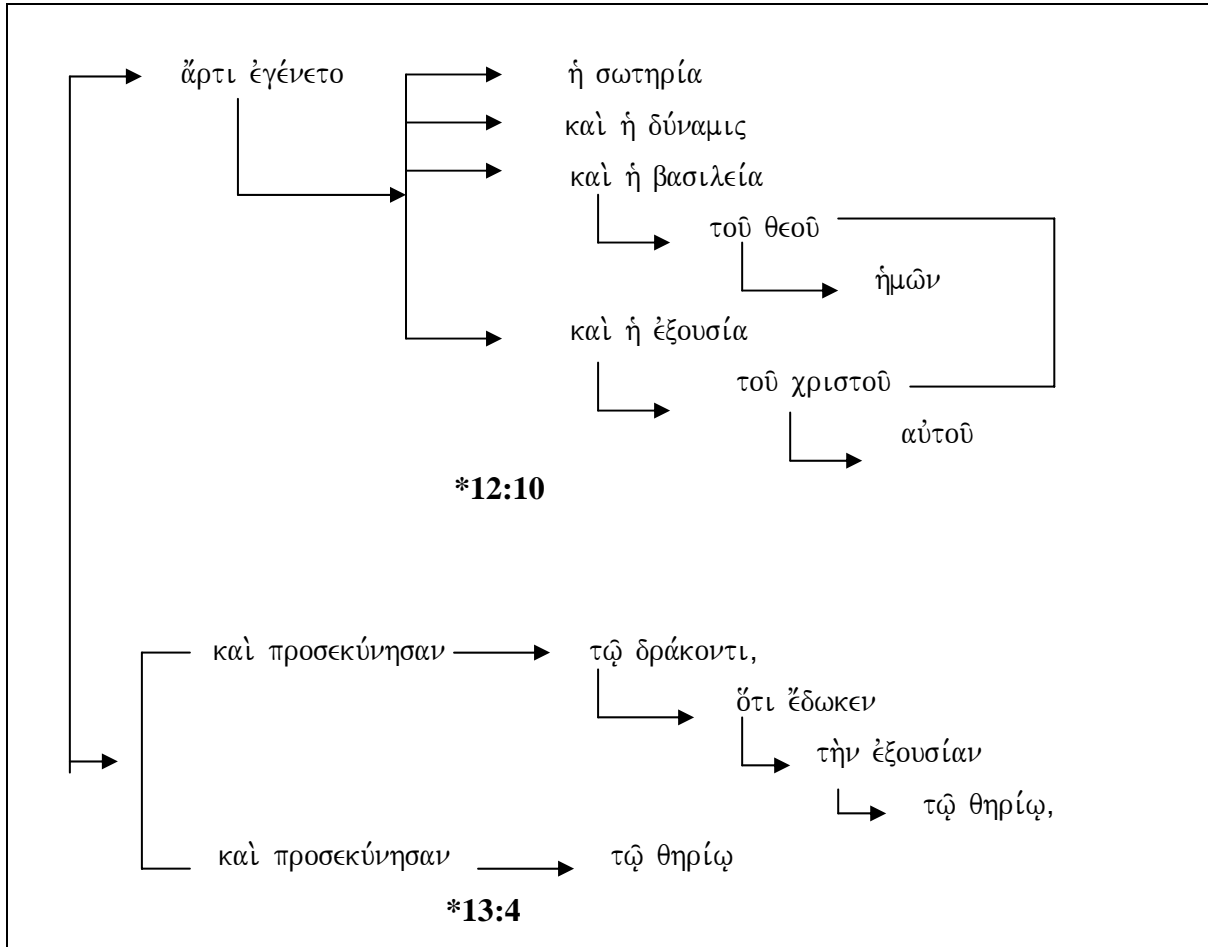 ἄρτι ἐγένετο ἡ σωτηρία
καὶ ἡ δύναμις
καὶ ἡ βασιλεία
τοῦ θεοῦ
ἡμῶν
καὶ ἡ ἐξουσία
τοῦ χριστοῦ
αὐτοῦ
*12:10
καὶ προσεκύνησαν τῷ δράκοντι,
ὅτι ἔδωκεν
τὴν ἐξουσίαν
τῷ θηρίῳ,
καὶ προσεκύνησαν τῷ θηρίῳ
*13:4